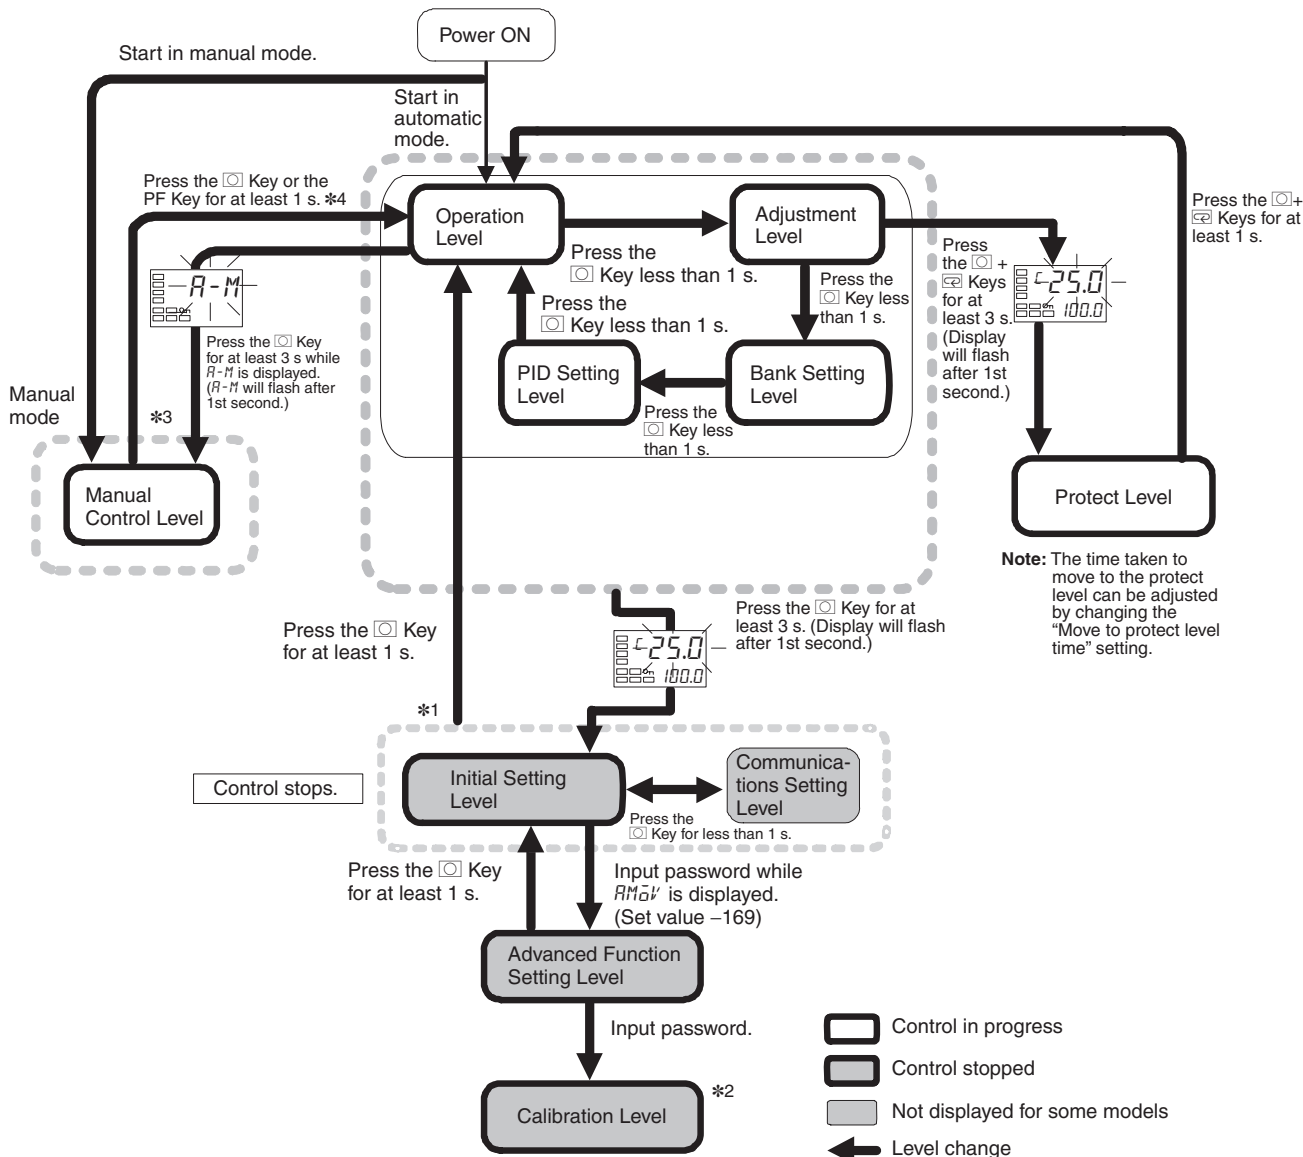 Power ON
Start in manual mode.
Start in
automatic
mode.
Press the Key or the
PF Key for at least 1 s. *4
Operation
Level
Adjustment
Level
Press the
Key less than 1 s.
Press the
Key less
than 1 s.
Press the
Key less than 1 s.
PID Setting
Level
Bank Setting
Level
Press the
Key less
than 1 s.
Press
the +
Keys
for at
least 3 s.
(Display
will flash
after 1st
second.)
C 25.0
100.0
Press the +
Keys for at
least 1 s.
A-M
Press the Key
for at least 3 s while
A-M is displayed.
(A-M will flash after
1st second.)
Manual
mode
*3
Manual
Control Level
Protect Level
Note: The time taken to
move to the protect
level can be adjusted
by changing the
“Move to protect level
time” setting.
Press the Key for at
least 3 s. (Display will flash
after 1st second.)
C 25.0
100.0
Press the Key
for at least 1 s.
*1
Control stops.
Initial Setting
Level
Communica-
tions Setting
Level
Press the
Key for less than 1 s.
Press the Key
for at least 1 s.
Input password while
AMOV is displayed.
(Set value −169)
Advanced Function
Setting Level
Input password.
Calibration Level
*2
Control in progress
Control stopped
Not displayed for some models
Level change